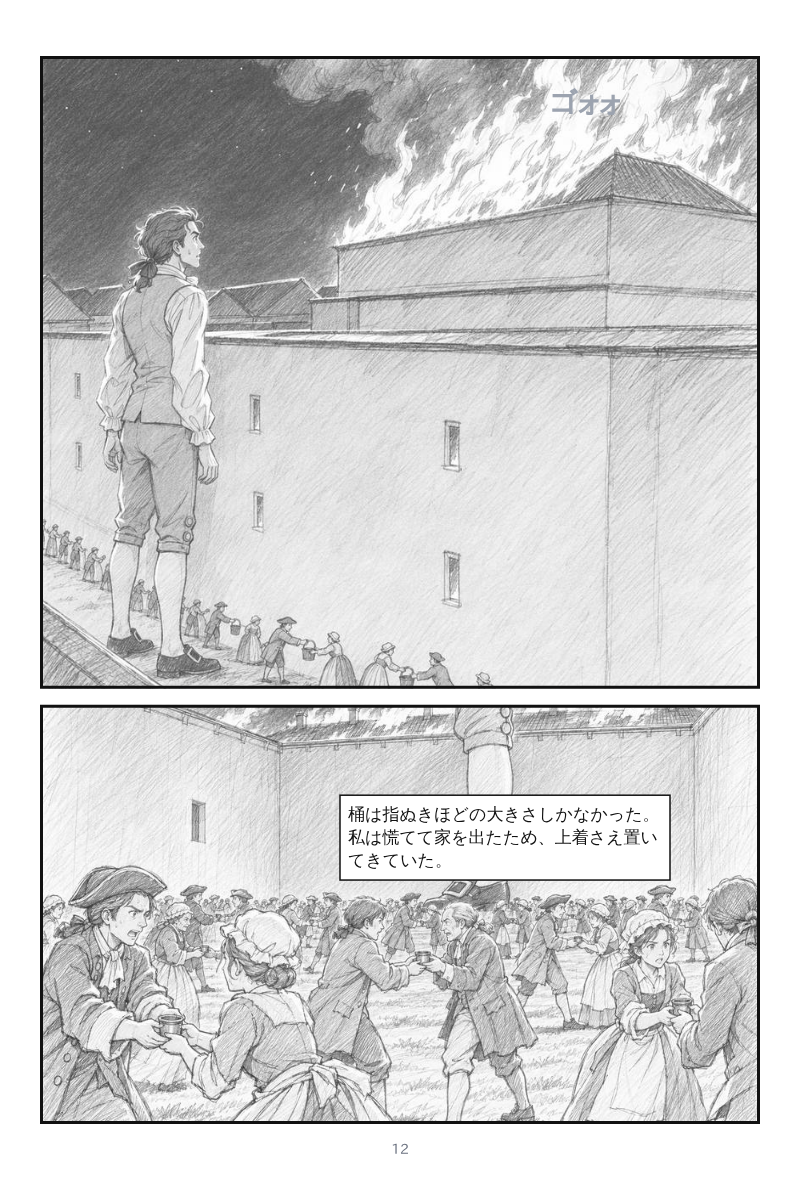 ゴォォ
桶は指ぬきほどの大きさしかなかった。
私は慌てて家を出たため、上着さえ置い
てきていた。
12